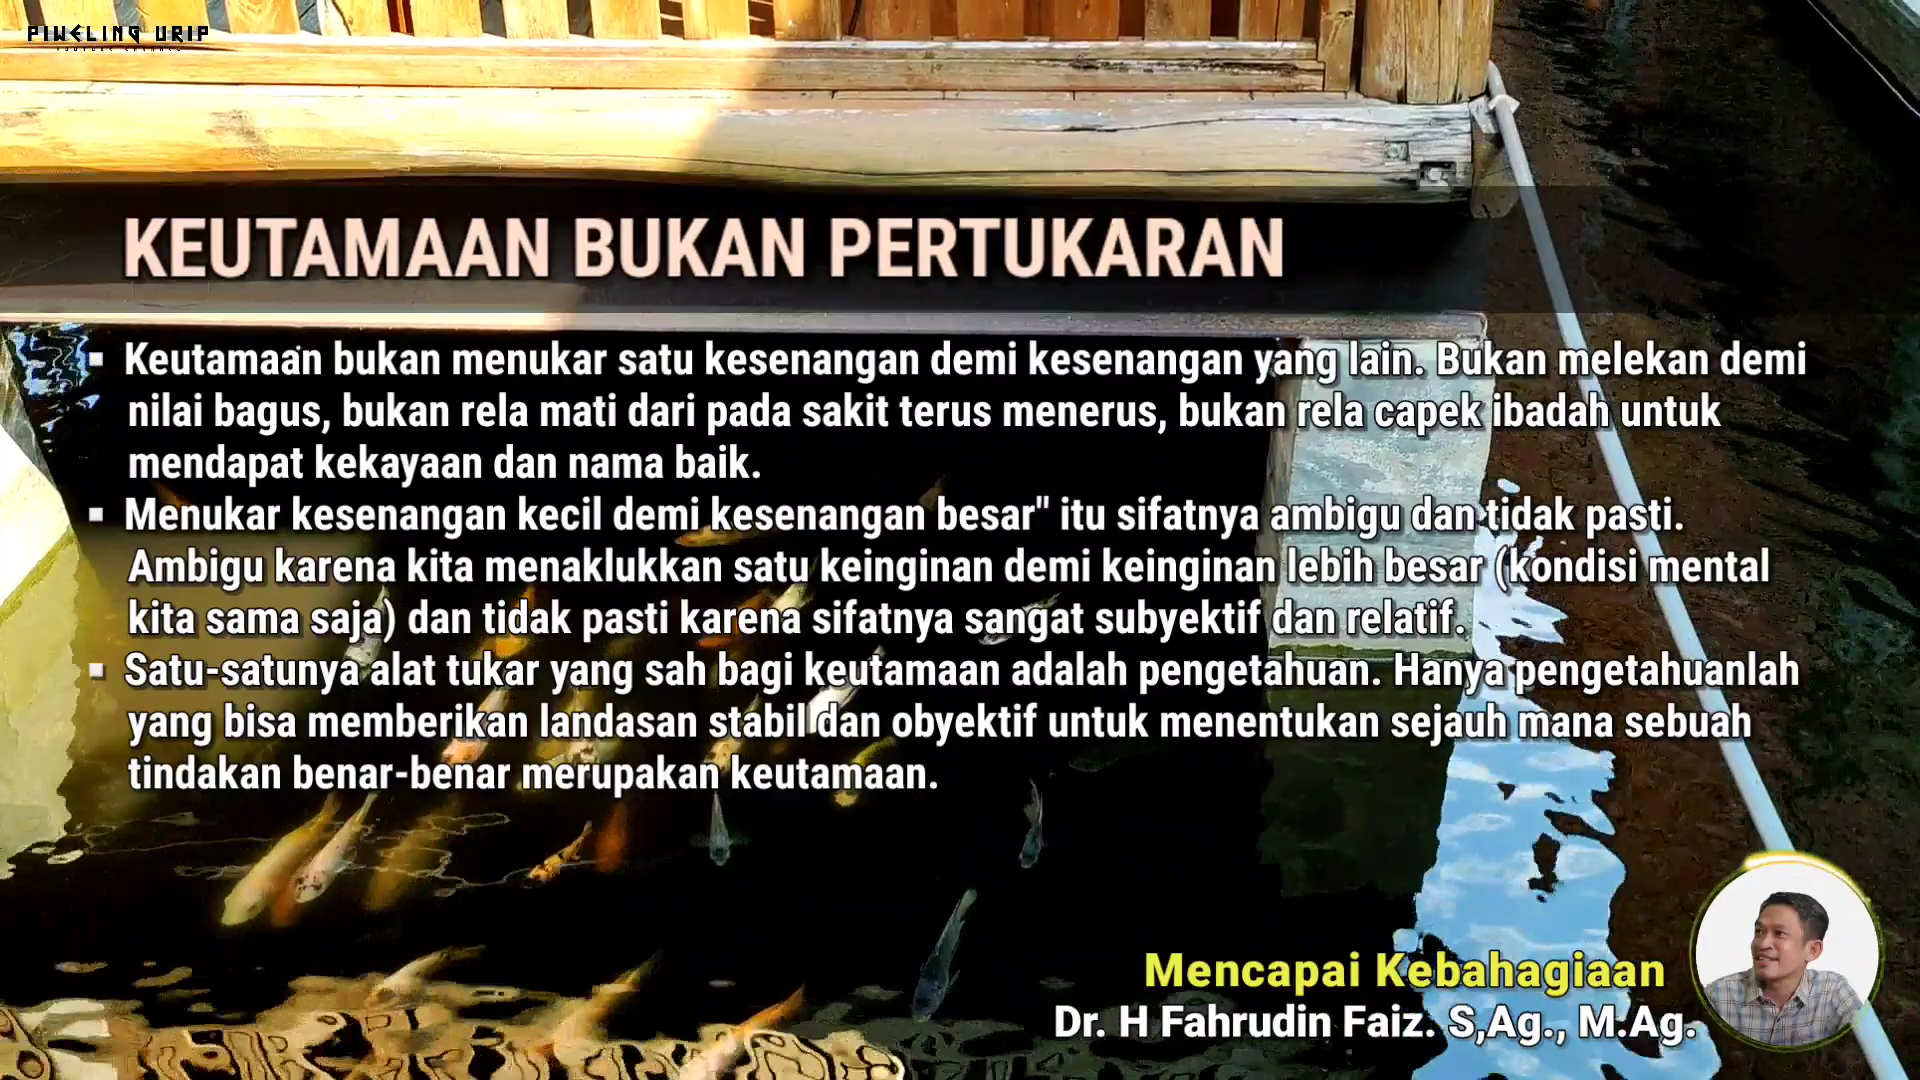 PIWELING URIP
KEUTAMAAN BUKAN PERTUKARAN
▪ Keutamaan bukan menukar satu kesenangan demi kesenangan yang lain. Bukan melekan demi
nilai bagus, bukan rela mati dari pada sakit terus menerus, bukan rela capek ibadah untuk
mendapat kekayaan dan nama baik.
▪ Menukar kesenangan kecil demi kesenangan besar" itu sifatnya ambigu dan tidak pasti.
Ambigu karena kita menaklukkan satu keinginan demi keinginan lebih besar (kondisi mental
kita sama saja) dan tidak pasti karena sifatnya sangat subyektif dan relatif.
▪ Satu-satunya alat tukar yang sah bagi keutamaan adalah pengetahuan. Hanya pengetahuanlah
yang bisa memberikan landasan stabil dan obyektif untuk menentukan sejauh mana sebuah
tindakan benar-benar merupakan keutamaan.
Mencapai Kebahagiaan
Dr. H Fahrudin Faiz. S,Ag., M.Ag.